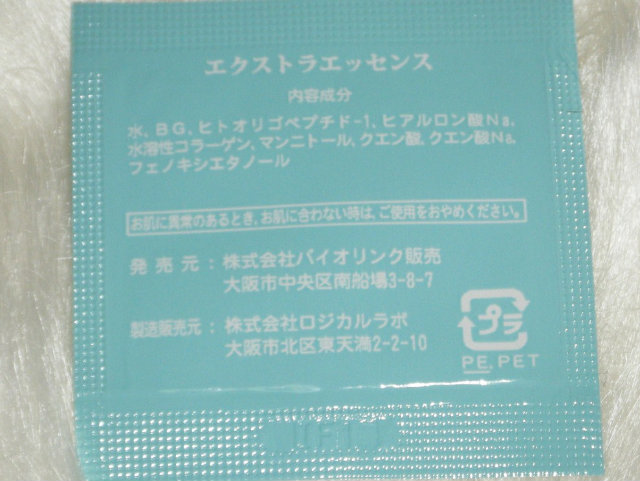 エクストラエッセンス
内容成分
水、BG、ヒトオリゴペプチド-1、ヒアルロン酸Na、
水溶性コラーゲン、マンニトール、クエン酸、クエン酸Na、
フェノキシエタノール
お肌に異常のあるとき、お肌に合わない時は、ご使用をおやめください。
発売元：株式会社バイオリンク販売
大阪市中央区南船場3-8-7
製造販売元：株式会社ロジカルラボ
大阪市北区東天満2-2-10
プラ
PE,PET